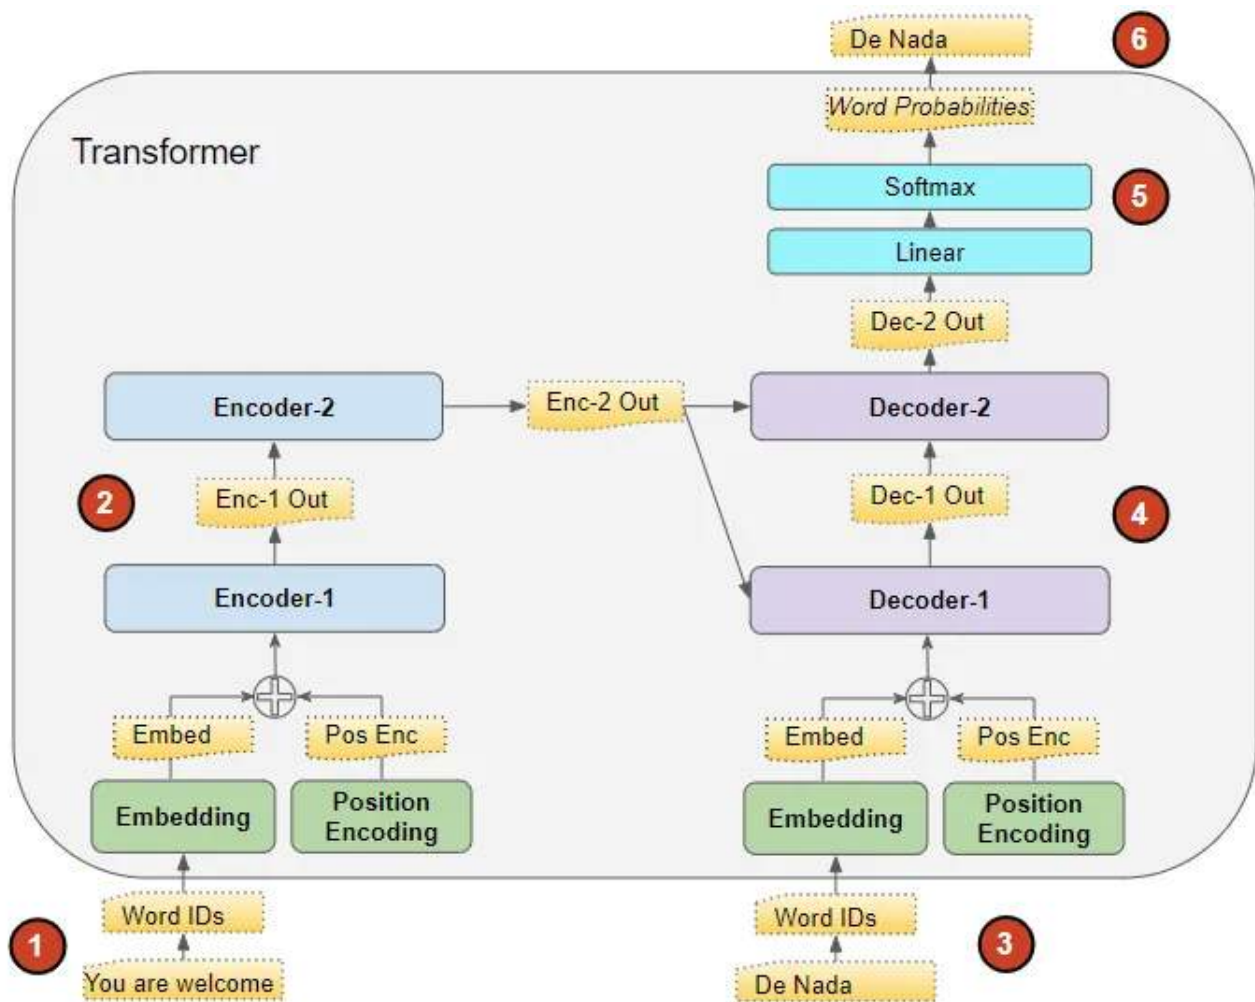 De Nada
6
Word Probabilities
Transformer
Softmax
5
Linear
Dec-2 Out
Encoder-2
Enc-2 Out
Decoder-2
2
Enc-1 Out
Dec-1 Out
4
Encoder-1
Decoder-1
Embed
Pos Enc
Embed
Pos Enc
Embedding
Position
Encoding
Embedding
Position
Encoding
1
Word IDs
Word IDs
3
You are welcome
De Nada